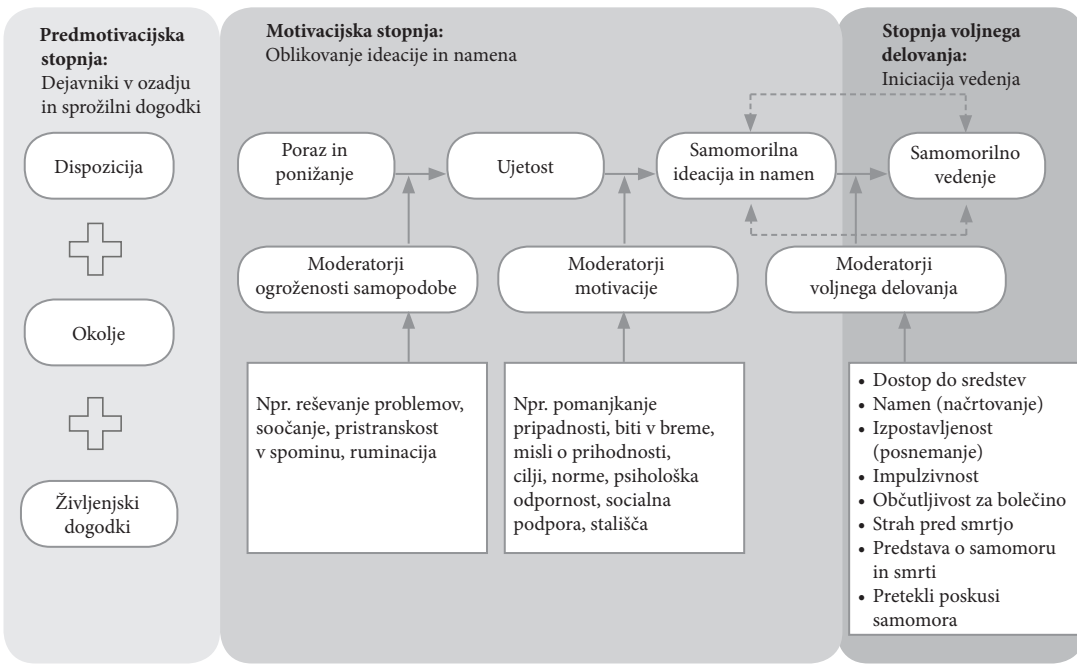 Predmotivacijska
stopnja:
Dejavniki v ozadju
in sprožilni dogodki
Dispozicija
Okolje
Življenjski
dogodki
Motivacijska stopnja:
Oblikovanje ideacije in namena
Poraz in
ponižanje
Ujetost
Samomorilna
ideacija in namen
Moderatorji
ogroženosti samopodobe
Moderatorji
motivacije
Npr. reševanje problemov,
soočanje, pristranskost
v spominu, ruminacija
Npr. pomanjkanje
pripadnosti, biti v breme,
misli o prihodnosti,
cilji, norme, psihološka
odpornost, socialna
podpora, stališča
Stopnja voljnega
delovanja:
Iniciacija vedenja
Samomorilno
vedenje
Moderatorji
voljnega delovanja
• Dostop do sredstev
• Namen (načrtovanje)
• Izpostavljenost
(posnemanje)
• Impulzivnost
• Občutljivost za bolečino
• Strah pred smrtjo
• Predstava o samomoru
in smrti
• Pretekli poskusi
samomora